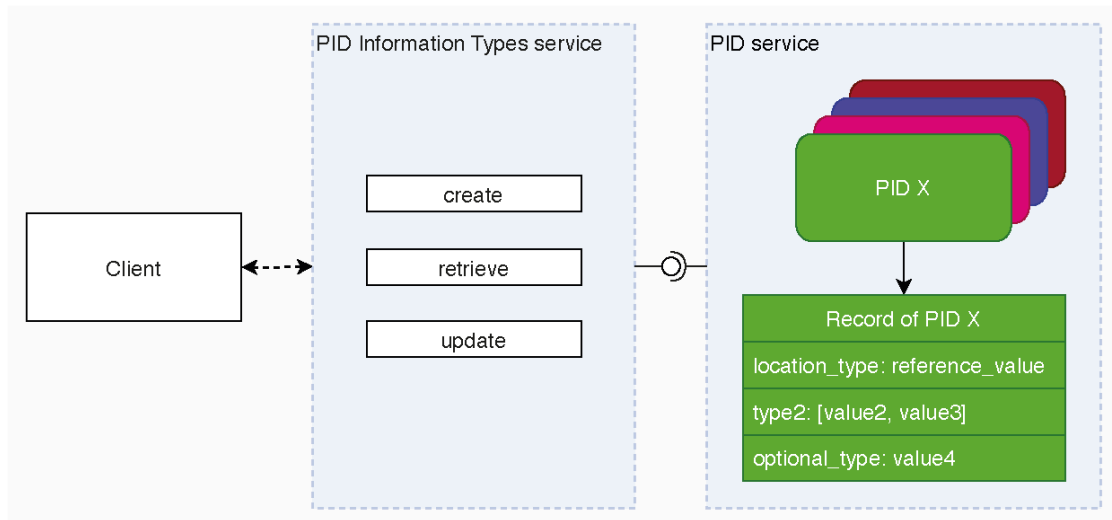 PID Information Types service
PID service
PID X
create
Client
retrieve
update
Record of PID X
location_type: reference_value
type2: [value2, value3]
optional_type: value4